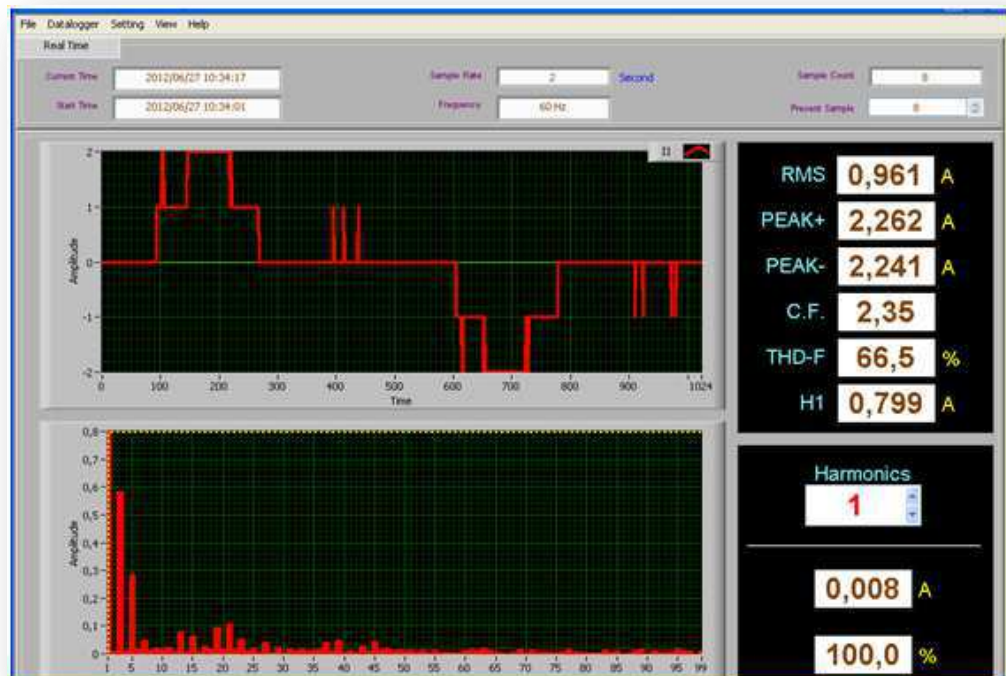 File Datalogger Setting View Help
Real Time
Current Time 2012/06/27 10:34:17 Sample Rate 2 Second Sample Count 8
Start Time 2012/06/27 10:34:01 Frequency 60 Hz Present Sample 8
I1
2
1
0
-1
-2
Amplitude
0 100 200 300 400 500 600 700 800 900 1024
Time
RMS 0,961 A
PEAK+ 2,262 A
PEAK- 2,241 A
C.F. 2,35
THD-F 66,5 %
H1 0,799 A
0,8
0,7
0,6
0,5
0,4
0,3
0,2
0,1
0
Amplitude
1 5 10 15 20 25 30 35 40 45 50 55 60 65 70 75 80 85 90 95 99
Harmonics
1
0,008 A
100,0 %